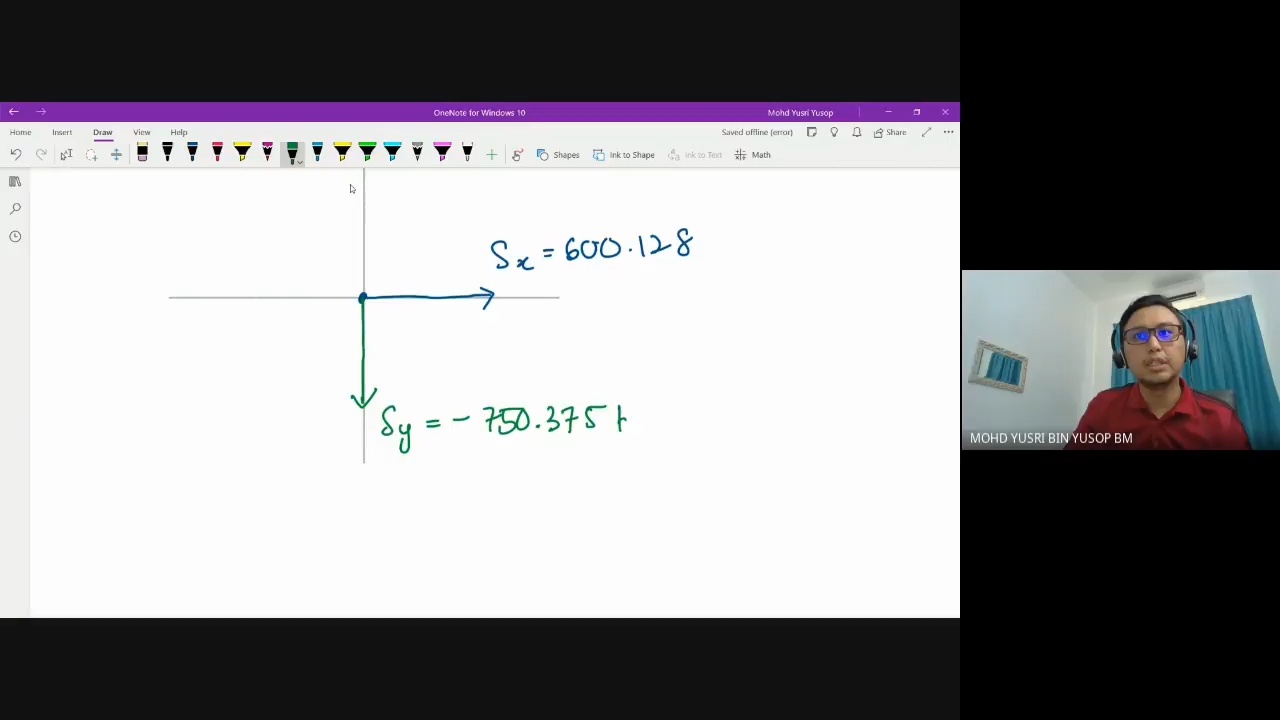 OneNote for Windows 10
Mohd Yusri Yusop
Home Insert Draw View Help
Saved offline (error)
Share
Shapes
Ink to Shape
Ink to Text
Math
Sx = 600.128
Sy = - 750.375
MOHD YUSRI BIN YUSOP BM